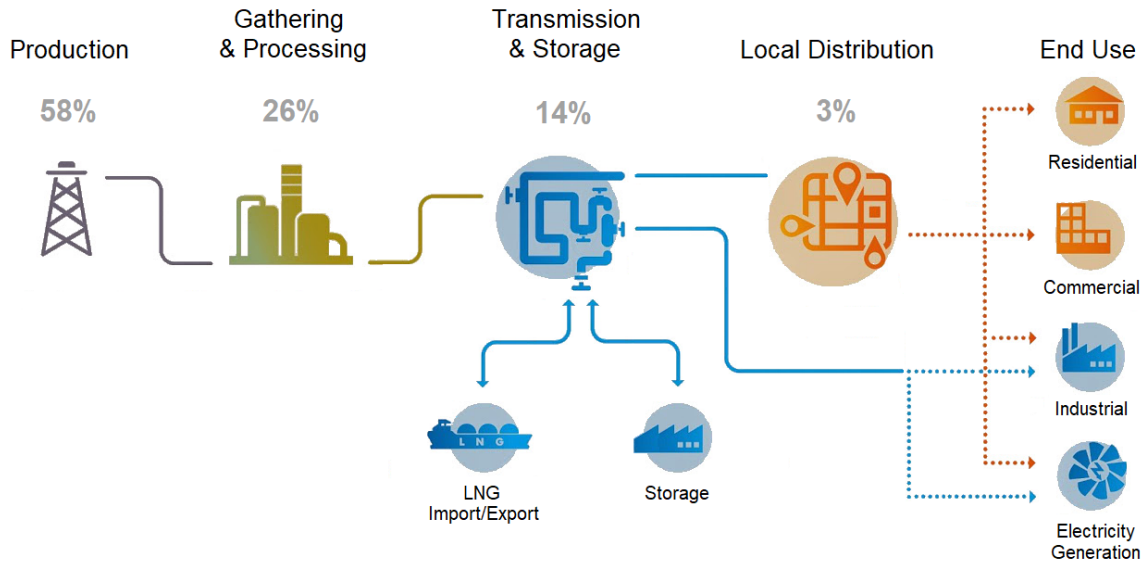 Production
Gathering
& Processing
Transmission
& Storage
Local Distribution
End Use
58%
26%
14%
3%
Residential
Commercial
Industrial
LNG
LNG
Import/Export
Storage
Electricity
Generation